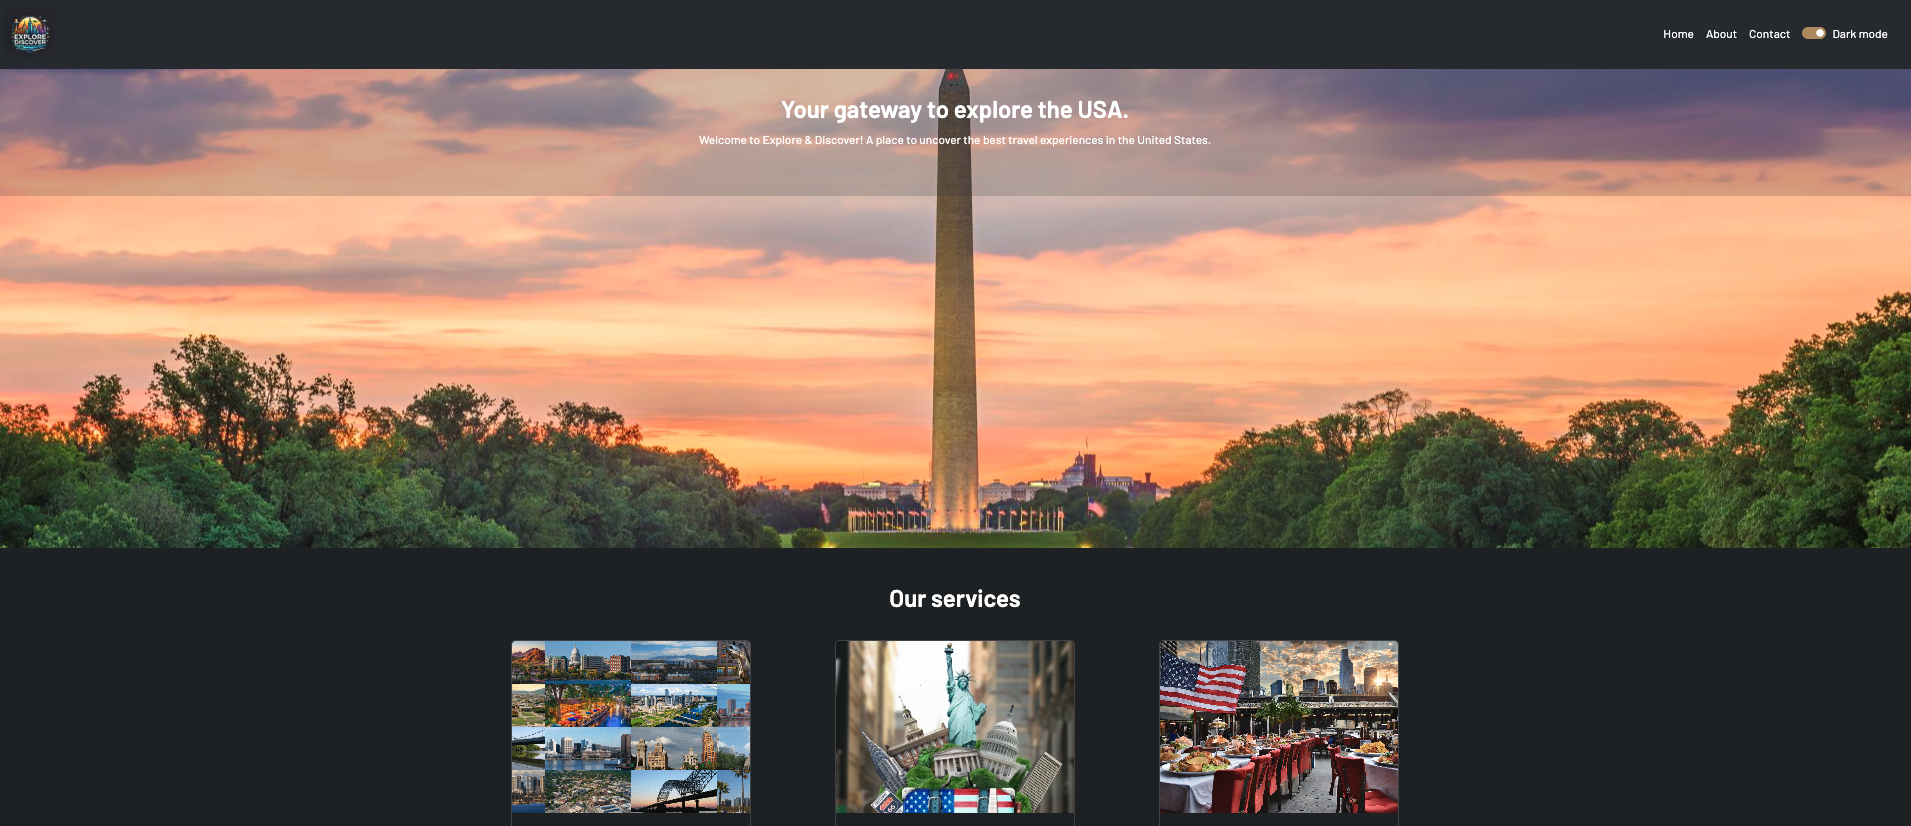 EXPLORE
DISCOVER
Home About Contact Dark mode
Your gateway to explore the USA.
Welcome to Explore & Discover! A place to uncover the best travel experiences in the United States.
Our services